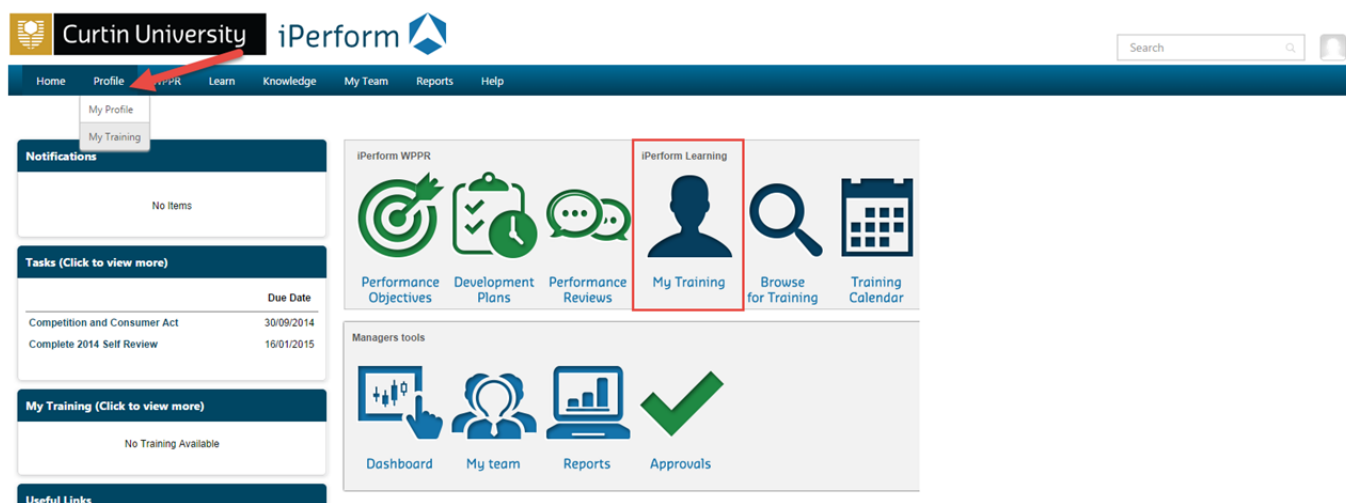 Curtin University iPerform
Search
Home Profile WPPR Learn Knowledge My Team Reports Help
My Profile
My Training
Notifications
No Items
Tasks (Click to view more)
Due Date
Competition and Consumer Act 30/09/2014
Complete 2014 Self Review 16/01/2015
My Training (Click to view more)
No Training Available
Useful Links
iPerform WPPR
Performance
Objectives
Development
Plans
Performance
Reviews
iPerform Learning
My Training
Browse
for Training
Training
Calendar
Managers tools
Dashboard
My team
Reports
Approvals